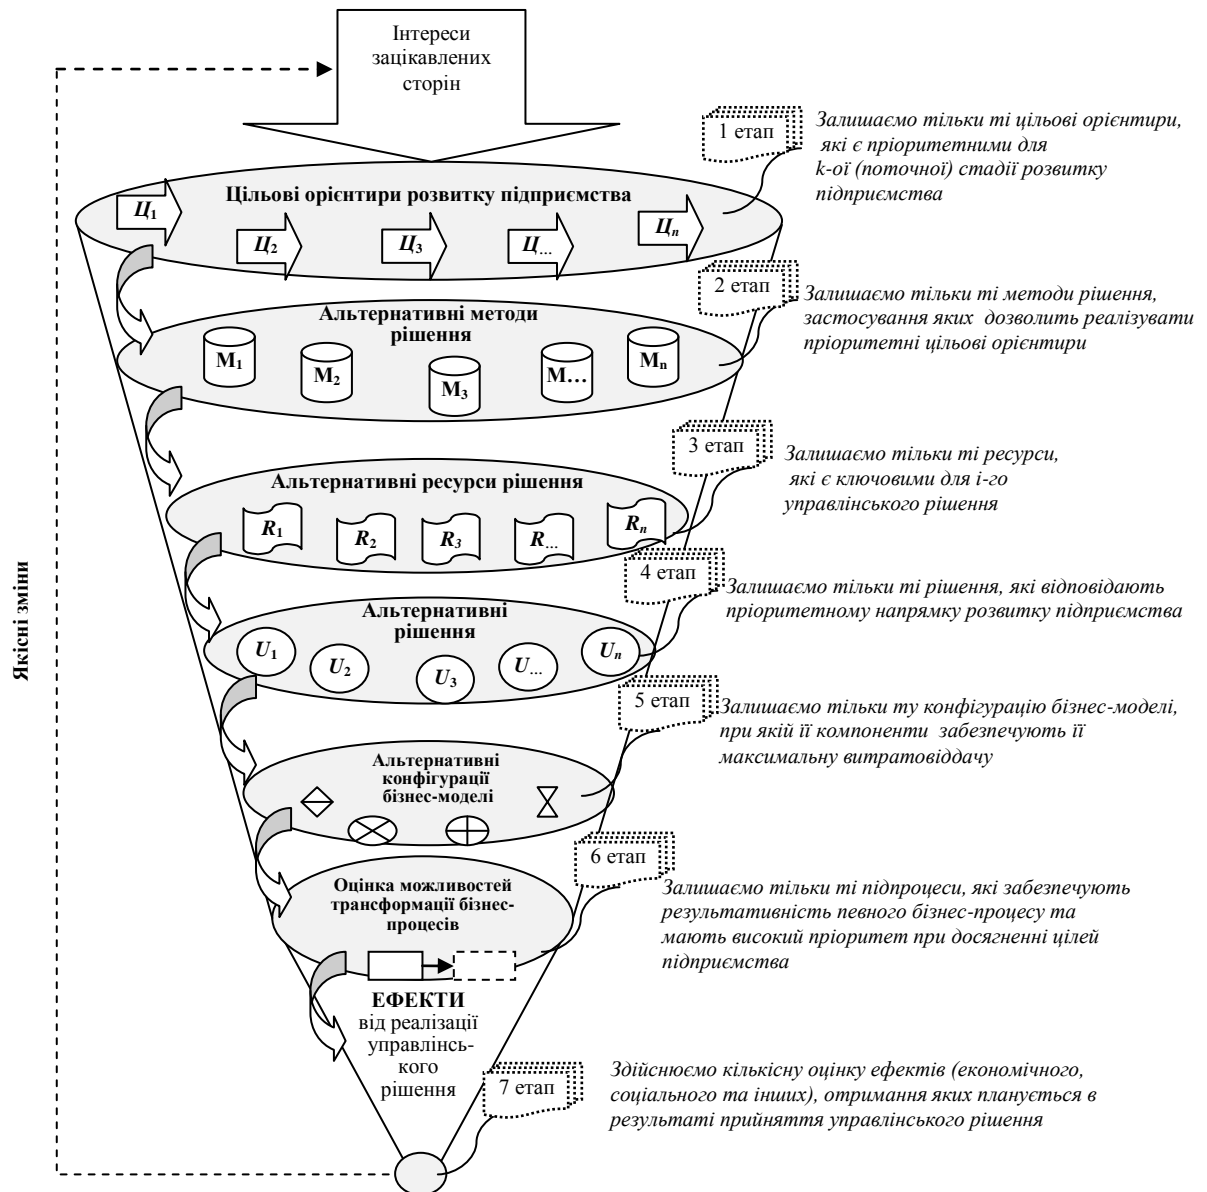 Інтереси
зацікавлених
сторін
1 етап
Залишаємо тільки ті цільові орієнтири,
які є пріоритетними для
k-ої (поточної) стадії розвитку
підприємства
Цільові орієнтири розвитку підприємства
Ц1
Ц2
Ц3
Ц...
Цn
2 етап
Залишаємо тільки ті методи рішення,
застосування яких дозволить реалізувати
пріоритетні цільові орієнтири
Альтернативні методи
рішення
М1
М2
М3
М…
Мn
3 етап
Залишаємо тільки ті ресурси,
які є ключовими для і-го
управлінського рішення
Альтернативні ресурси рішення
R1
R2
R3
R...
Rn
4 етап
Залишаємо тільки ті рішення, які відповідають
пріоритетному напрямку розвитку підприємства
Альтернативні
рішення
U1
U2
U3
U...
Un
5 етап
Залишаємо тільки ту конфігурацію бізнес-моделі,
при якій її компоненти забезпечують її
максимальну витратовіддачу
Альтернативні
конфігурації
бізнес-моделі
6 етап
Залишаємо тільки ті підпроцеси, які забезпечують
результативність певного бізнес-процесу та
мають високий пріоритет при досягненні цілей
підприємства
Оцінка можливостей
трансформації бізнес-
процесів
ЕФЕКТИ
від реалізації
управлінсь-
кого
рішення
7 етап
Здійснюємо кількісну оцінку ефектів (економічного,
соціального та інших), отримання яких планується в
результаті прийняття управлінського рішення
Якісні зміни